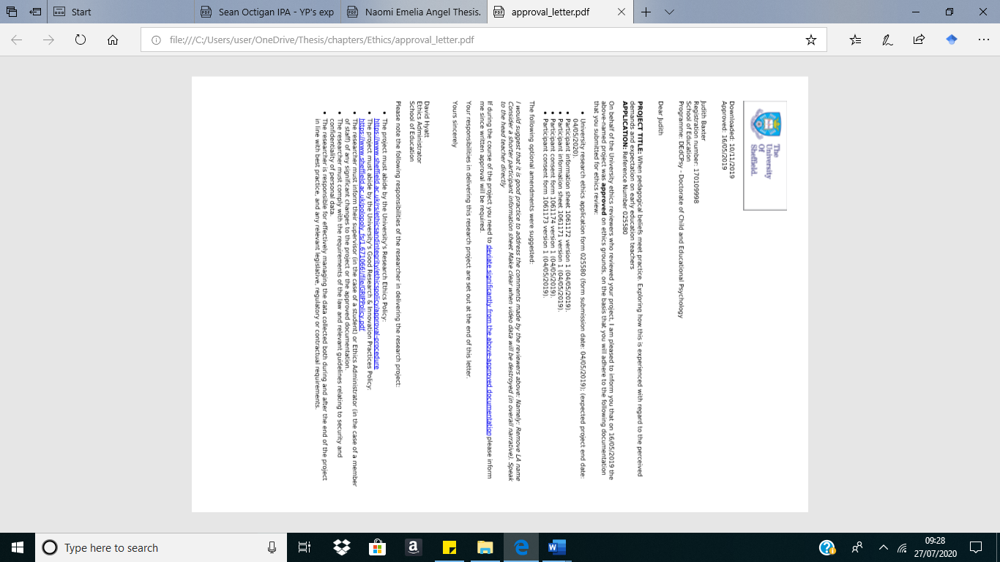 Start
Sean Octigan IPA - YP's exp
Naomi Emelia Angel Thesis.
approval_letter.pdf
file:///C:/Users/user/OneDrive/Thesis/chapters/Ethics/approval_letter.pdf
The
University
Of
Sheffield.
Downloaded: 10/11/2019
Approved: 16/05/2019
Judith Baxter
Registration number: 170109998
School of Education
Programme: DEdCPsy - Doctorate of Child and Educational Psychology
Dear Judith
PROJECT TITLE: When pedagogical beliefs meet practice. Exploring how this is experienced with regard to the perceived
demands and expectation on early education teachers
APPLICATION: Reference Number 025580
On behalf of the University ethics reviewers who reviewed your project, I am pleased to inform you that on 16/05/2019 the
above-named project was approved on ethics grounds, on the basis that you will adhere to the following documentation
that you submitted for ethics review:
• University research ethics application form 025580 (form submission date: 04/05/2019); (expected project end date:
04/05/2020).
• Participant information sheet 1061172 version 1 (04/05/2019).
• Participant information sheet 1061171 version 1 (04/05/2019).
• Participant consent form 1061174 version 1 (04/05/2019).
• Participant consent form 1061173 version 1 (04/05/2019).
The following optional amendments were suggested:
I would suggest that it is good practice to address the comments made by the reviewers above: Namely: Remove LA name
Consider a shorter participant information sheet Make clear when video data will be destroyed (in overall narrative). Speak
to the head teacher directly
If during the course of the project you need to deviate significantly from the above-approved documentation please inform
me since written approval will be required.
Your responsibilities in delivering this research project are set out at the end of this letter.
Yours sincerely
David Hyatt
Ethics Administrator
School of Education
Please note the following responsibilities of the researcher in delivering the research project:
• The project must abide by the University's Research Ethics Policy:
https://www.sheffield.ac.uk/rs/ethicsandintegrity/ethicspolicy/approval-procedure
• The project must abide by the University's Good Research & Innovation Practices Policy:
https://www.sheffield.ac.uk/polopoly_fs/1.671066!/file/GRIPPolicy.pdf
• The researcher must inform their supervisor (in the case of a student) or Ethics Administrator (in the case of a member
of staff) of any significant changes to the project or the approved documentation.
• The researcher must comply with the requirements of the law and relevant guidelines relating to security and
confidentiality of personal data.
• The researcher is responsible for effectively managing the data collected both during and after the end of the project
in line with best practice, and any relevant legislative, regulatory or contractual requirements.
Type here to search
09:28
27/07/2020